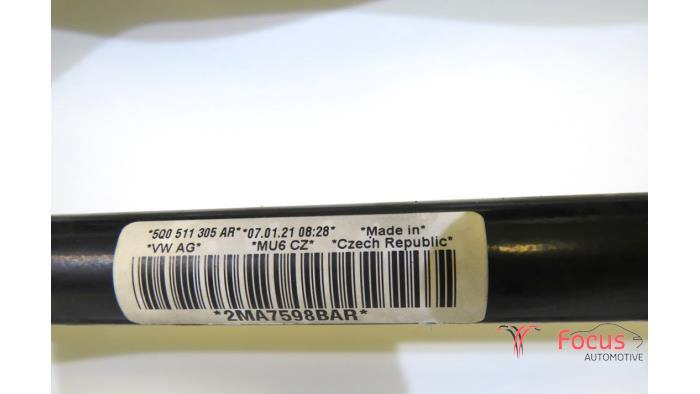 *5Q0 511 305 AR*07.01.21 08:28* *Made in*
*VW AG* *MU6 CZ* *Czech Republic*
*2MA7598BAR*
Focus
AUTOMOTIVE